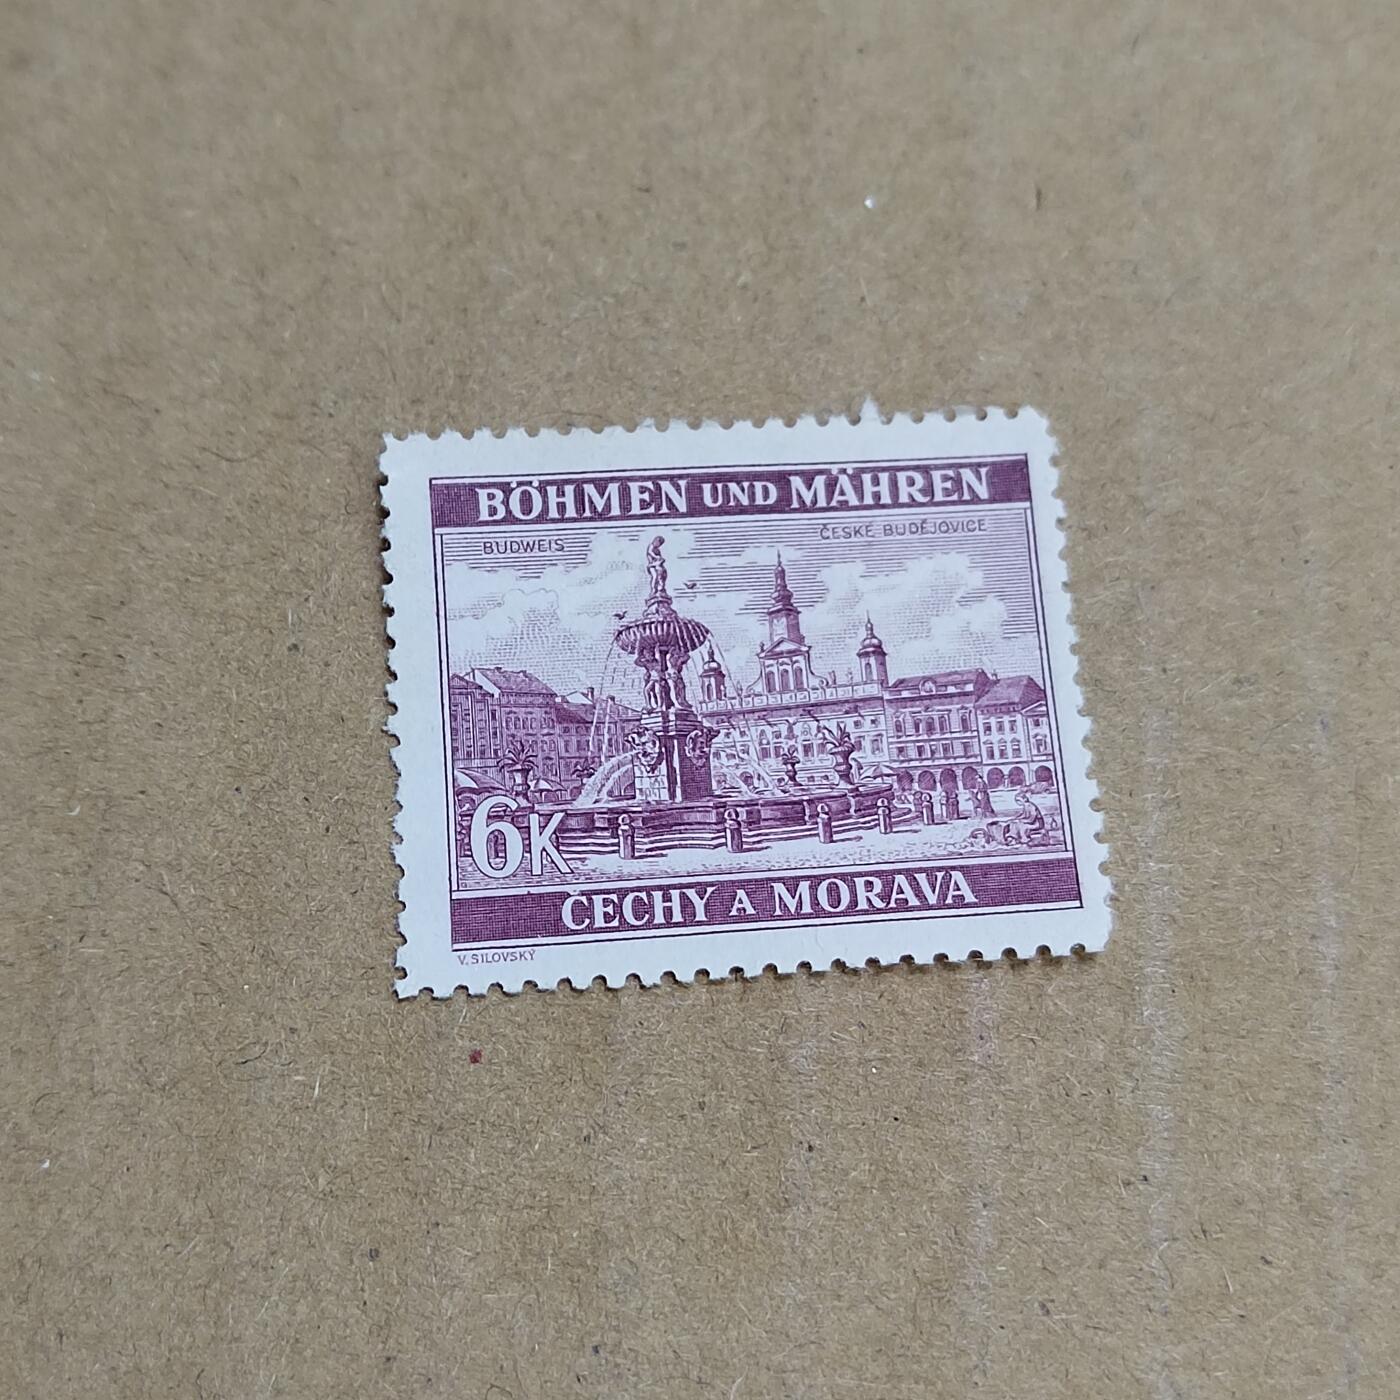 BÖHMEN UND MÄHREN
BUDWEIS
ČESKÉ BUDĚJOVICE
6K
ČECHY A MORAVA
V. SILOVSKÝ